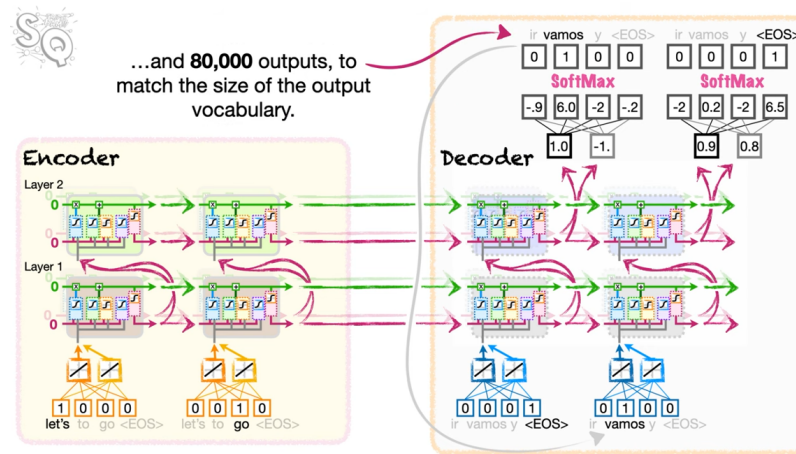 SQ
...and 80,000 outputs, to
match the size of the output
vocabulary.
ir vamos y <EOS>
0 1 0 0
SoftMax
-.9 6.0 -2 -.2
1.0 -1.
ir vamos y <EOS>
0 0 0 1
SoftMax
-2 0.2 -2 6.5
0.9 0.8
Encoder
Decoder
Layer 2
0
0
0
0
Layer 1
0
0
0
0
1 0 0 0
let's to go <EOS>
0 0 1 0
let's to go <EOS>
0 0 0 1
ir vamos y <EOS>
0 1 0 0
ir vamos y <EOS>